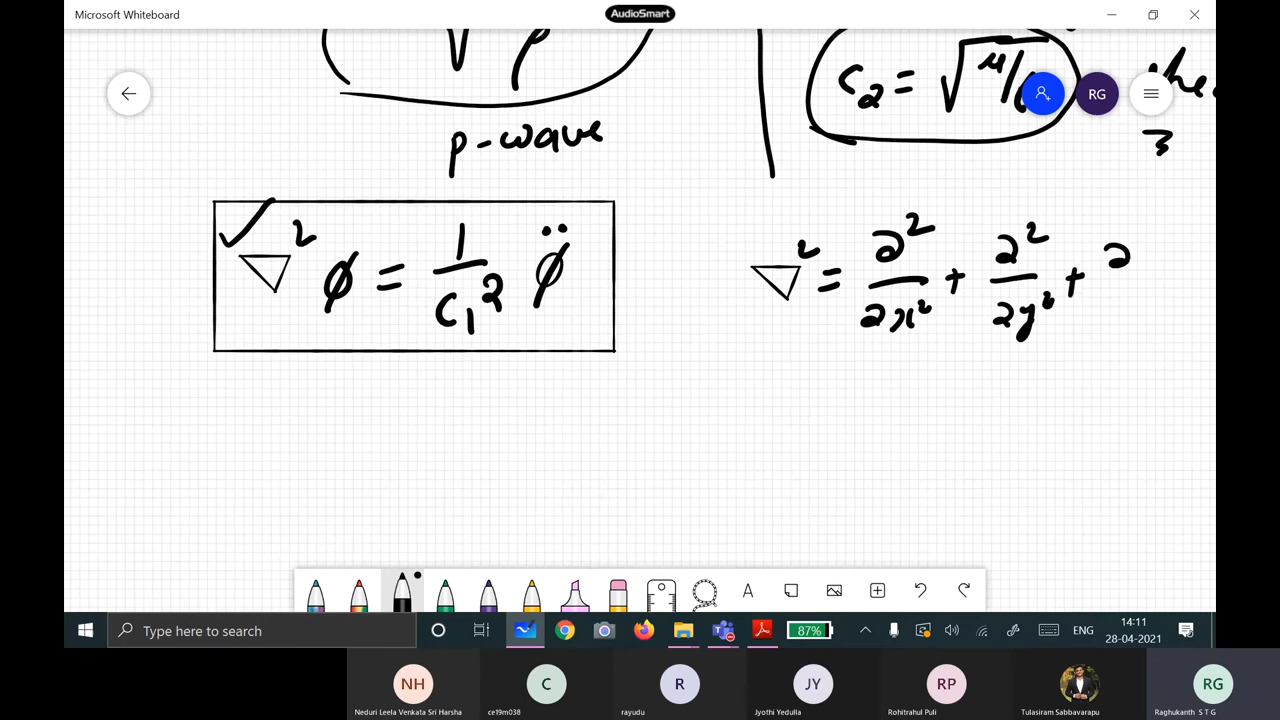 Microsoft Whiteboard
AudioSmart
ρ
C₂ = √μ/
RG
p-wave
∇² φ = 1/C₁² φ̈
∇² = ∂²/∂x² + ∂²/∂y² + ∂
A
Type here to search
87%
ENG
14:11
28-04-2021
NH
C
R
JY
RP
RG
Neduri Leela Venkata Sri Harsha
ce19m038
rayudu
Jyothi Yedulla
Rohitrahul Puli
Tulasiram Sabbavarapu
Raghukanth S T G